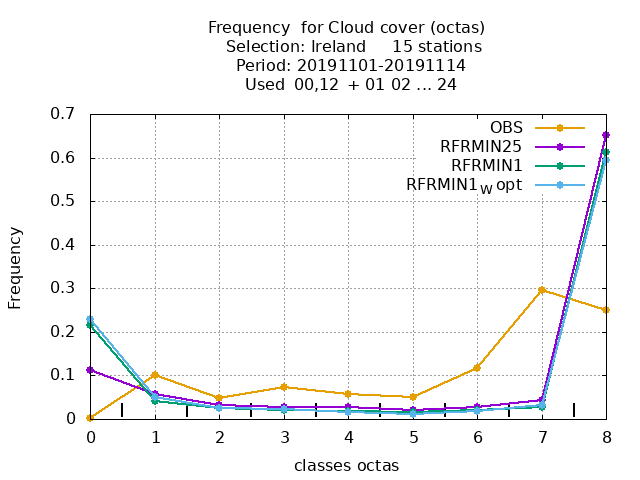 Frequency for Cloud cover (octas)
Selection: Ireland 15 stations
Period: 20191101-20191114
Used 00,12 + 01 02 ... 24
0.7
0.6
0.5
0.4
0.3
0.2
0.1
0
Frequency
OBS
RFRMIN25
RFRMIN1
RFRMIN1w opt
0 1 2 3 4 5 6 7 8
classes octas